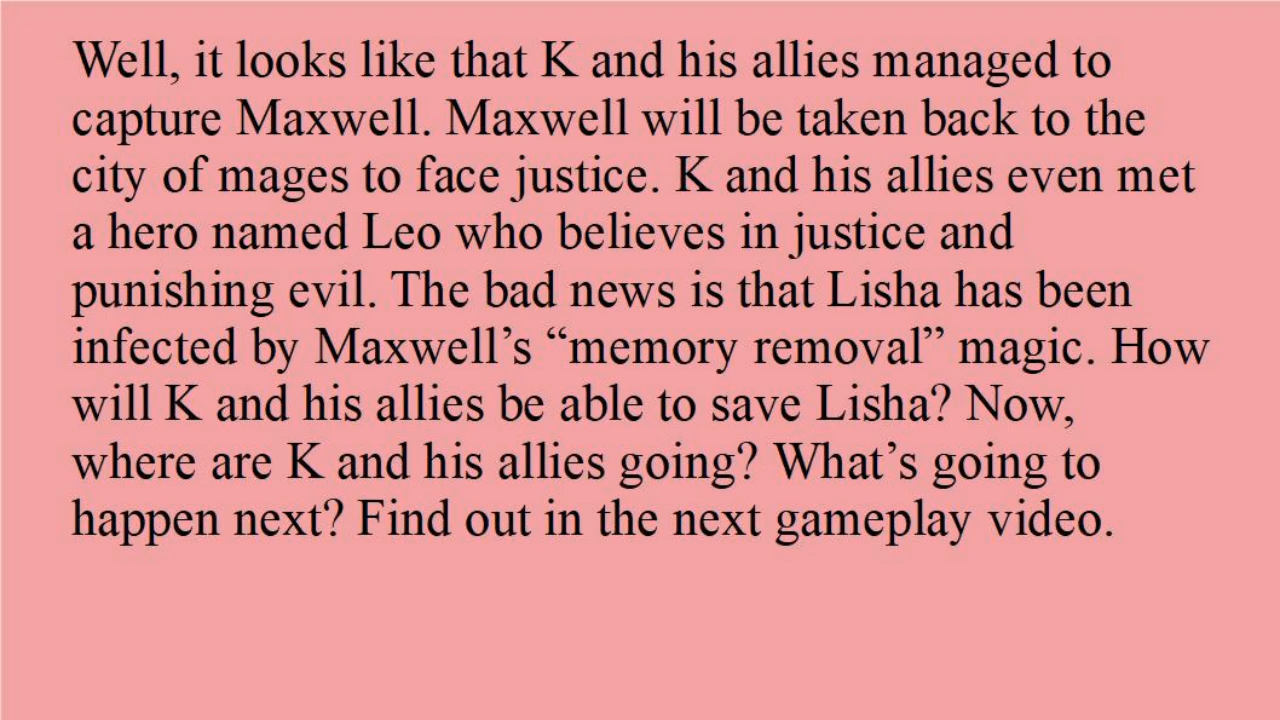 Well, it looks like that K and his allies managed to
capture Maxwell. Maxwell will be taken back to the
city of mages to face justice. K and his allies even met
a hero named Leo who believes in justice and
punishing evil. The bad news is that Lisha has been
infected by Maxwell’s “memory removal” magic. How
will K and his allies be able to save Lisha? Now,
where are K and his allies going? What’s going to
happen next? Find out in the next gameplay video.